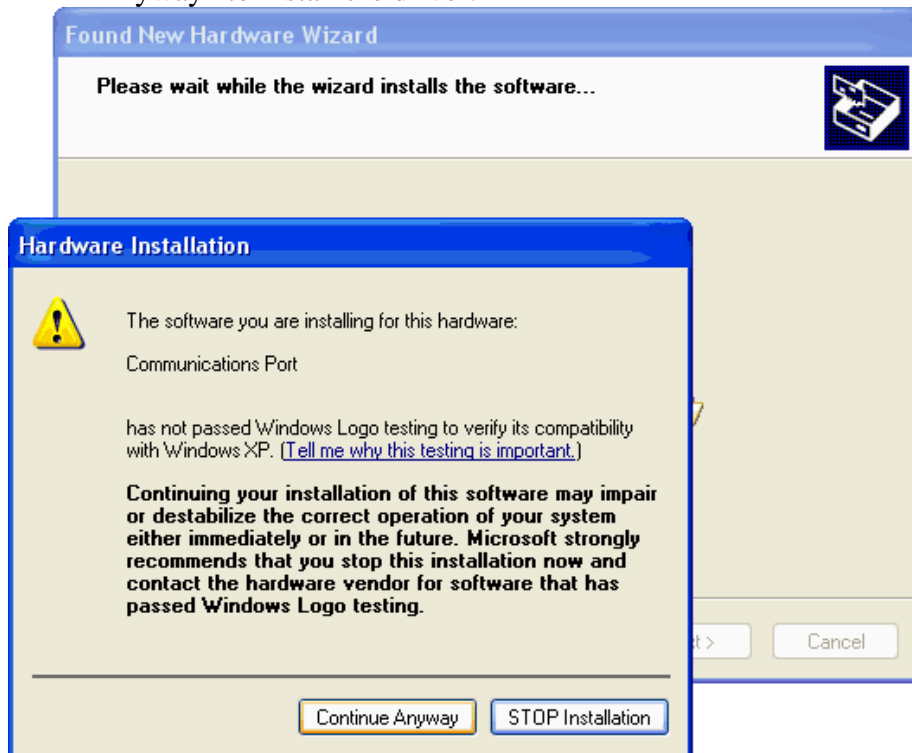 Found New Hardware Wizard
Please wait while the wizard installs the software...
Hardware Installation
The software you are installing for this hardware:
Communications Port
has not passed Windows Logo testing to verify its compatibility
with Windows XP. (Tell me why this testing is important.)
Continuing your installation of this software may impair
or destabilize the correct operation of your system
either immediately or in the future. Microsoft strongly
recommends that you stop this installation now and
contact the hardware vendor for software that has
passed Windows Logo testing.
t > Cancel
Continue Anyway STOP Installation